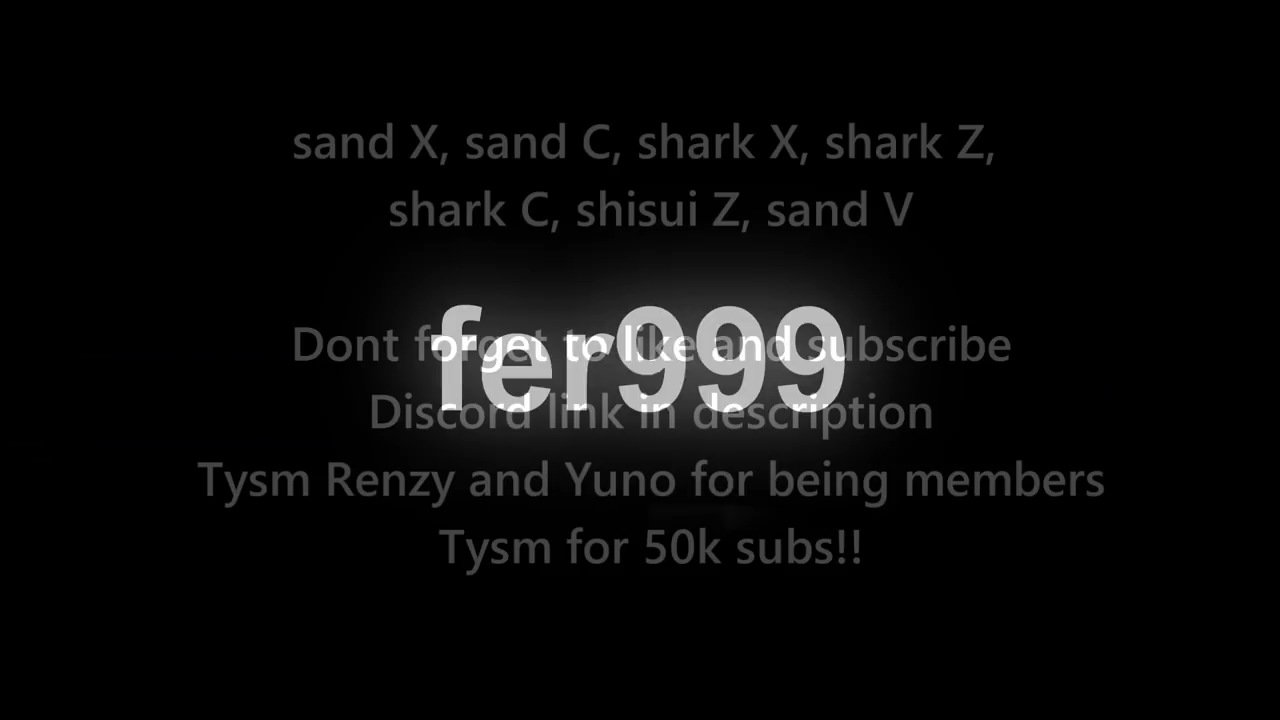 sand X, sand C, shark X, shark Z,
shark C, shisui Z, sand V
fer999
Dont forget to like and subscribe
Discord link in description
Tysm Renzy and Yuno for being members
Tysm for 50k subs!!